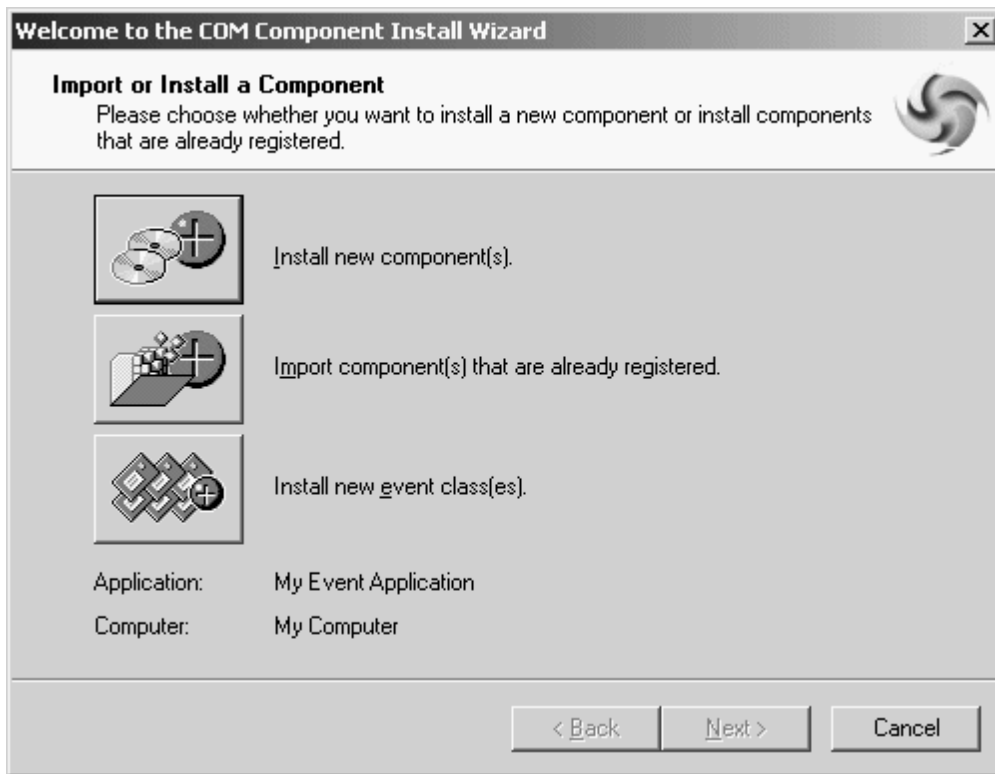 Welcome to the COM Component Install Wizard
Import or Install a Component
Please choose whether you want to install a new component or install components
that are already registered.
Install new component(s).
Import component(s) that are already registered.
Install new event class(es).
Application: My Event Application
Computer: My Computer
< Back Next > Cancel